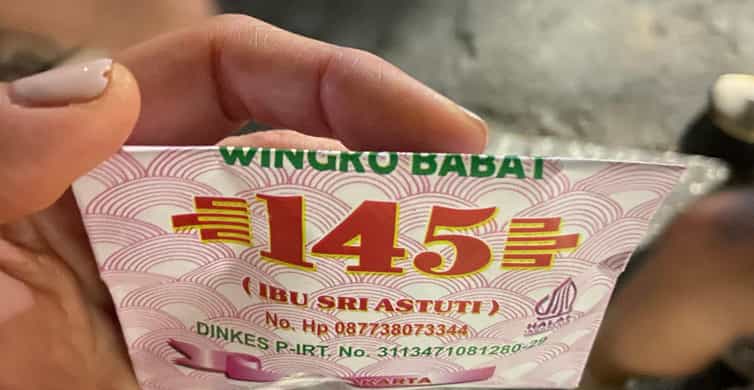 WINGKO BABAT
145
( IBU SRI ASTUTI )
No. Hp 087738073344
HALAL
DINKES P-IRT. No. 3113471081280-29